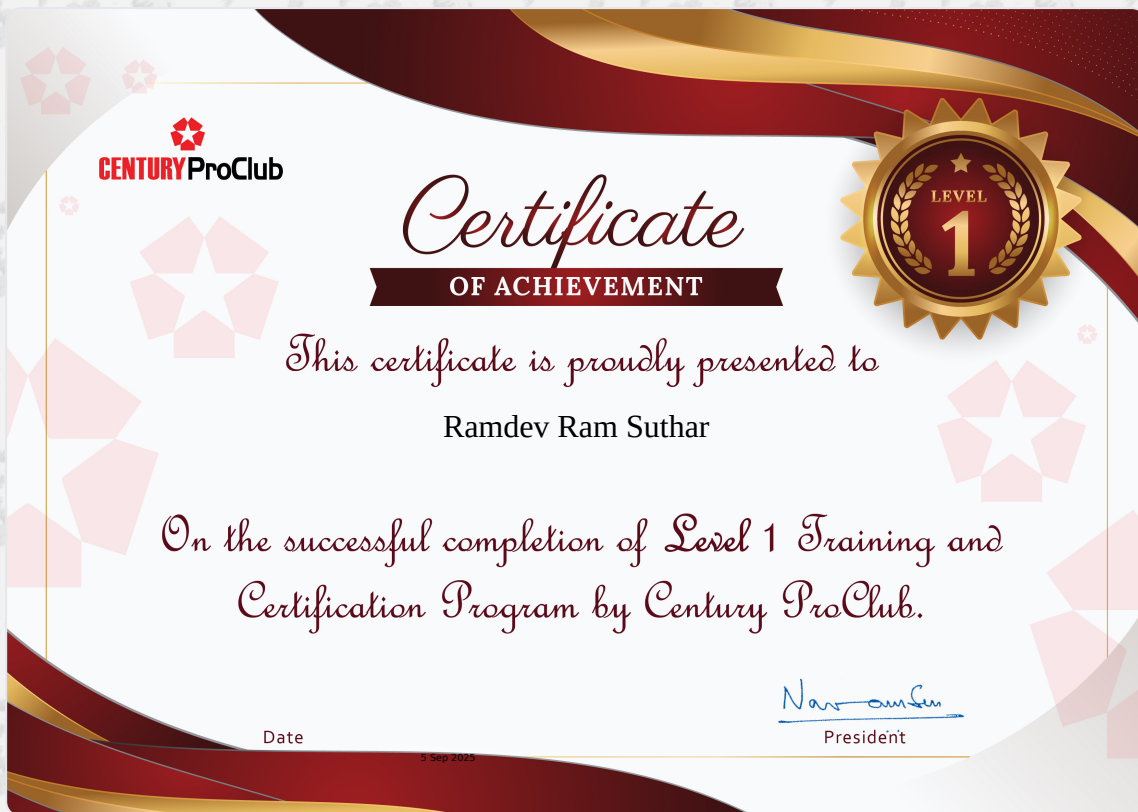 CENTURY ProClub
Certificate
OF ACHIEVEMENT
LEVEL
1
This certificate is proudly presented to
Ramdev Ram Suthar
On the successful completion of Level 1 Training and
Certification Program by Century ProClub.
Date
President
5 Sep 2025